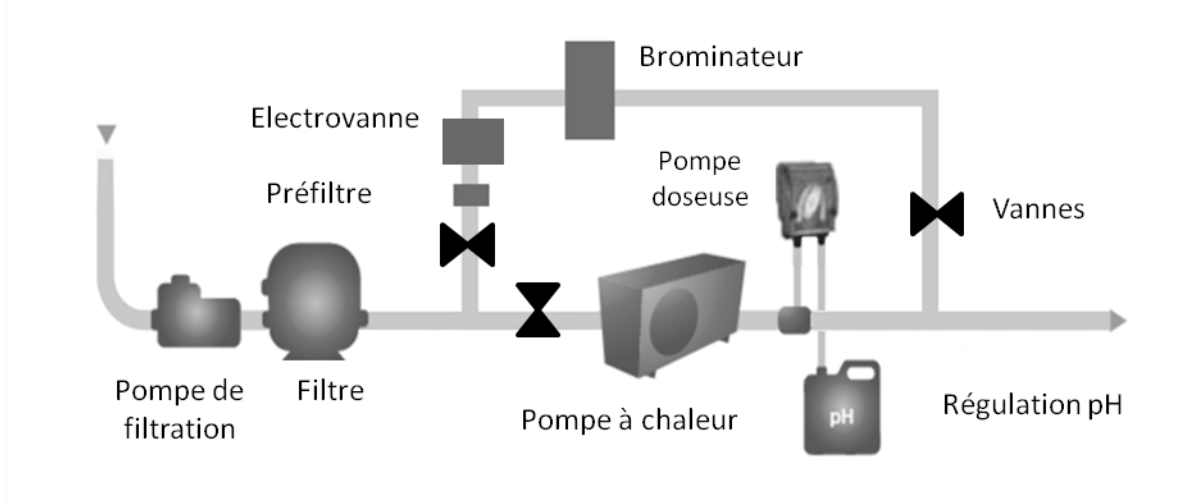 Brominateur
Electrovanne
Pompe
doseuse
Préfiltre
Vannes
Pompe de
filtration
Filtre
Pompe à chaleur
pH
Régulation pH